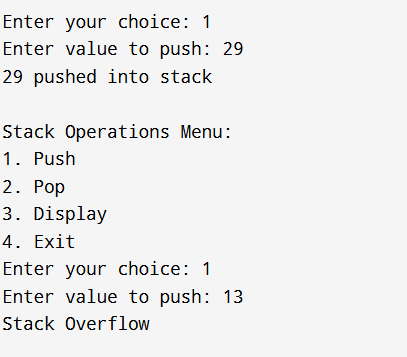 Enter your choice: 1
Enter value to push: 29
29 pushed into stack
Stack Operations Menu:
1. Push
2. Pop
3. Display
4. Exit
Enter your choice: 1
Enter value to push: 13
Stack Overflow